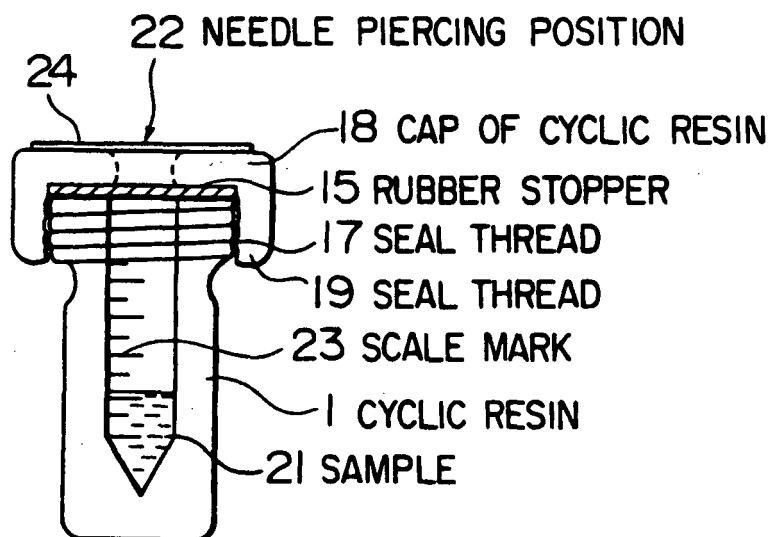 22 NEEDLE PIERCING POSITION
24
18 CAP OF CYCLIC RESIN
15 RUBBER STOPPER
17 SEAL THREAD
19 SEAL THREAD
23 SCALE MARK
1 CYCLIC RESIN
21 SAMPLE